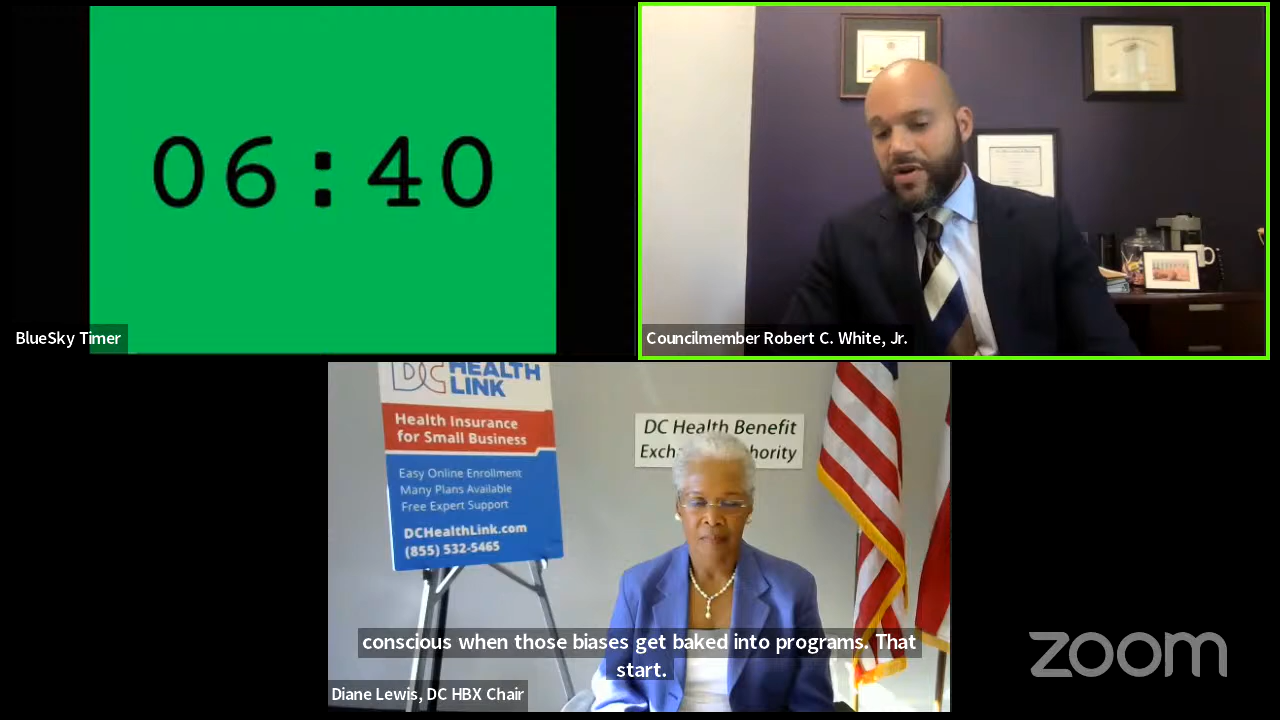 06:40
BlueSky Timer
Councilmember Robert C. White, Jr.
DC HEALTH
LINK
Health Insurance
for Small Business
Easy Online Enrollment
Many Plans Available
Free Expert Support
DCHealthLink.com
(855) 532-5465
DC Health Benefit
conscious when those biases get baked into programs. That
start.
Diane Lewis, DC HBX Chair
zoom